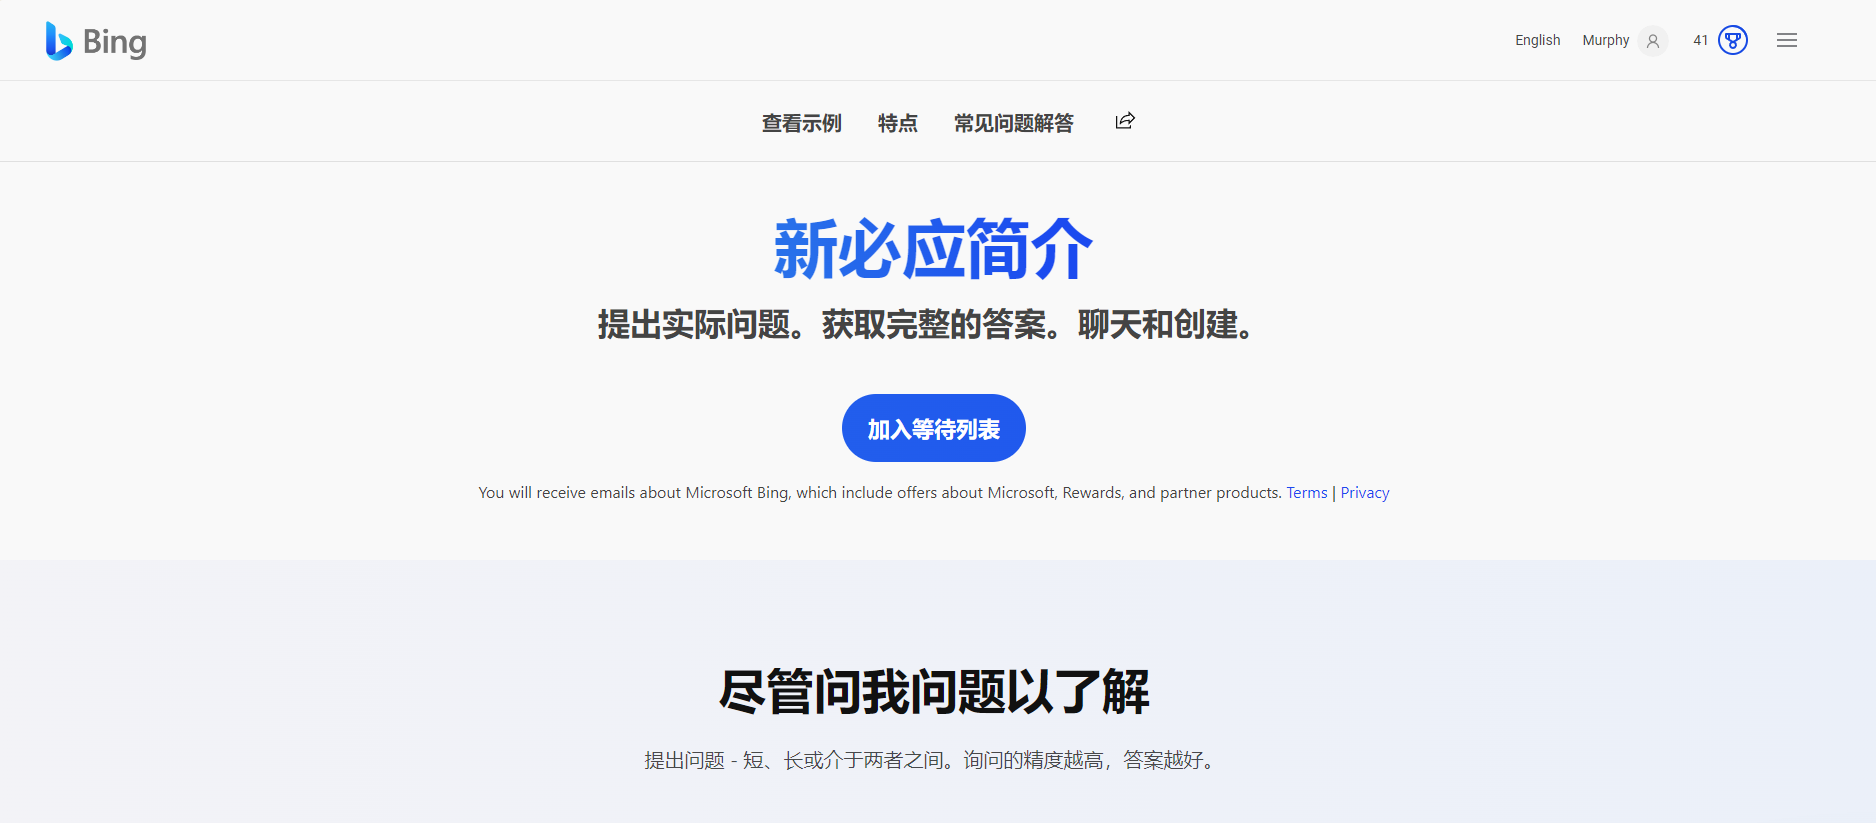 Bing
English Murphy 41
查看示例 特点 常见问题解答
新必应简介
提出实际问题。获取完整的答案。聊天和创建。
加入等待列表
You will receive emails about Microsoft Bing, which include offers about Microsoft, Rewards, and partner products. Terms | Privacy
尽管问我问题以了解
提出问题 - 短、长或介于两者之间。询问的精度越高，答案越好。